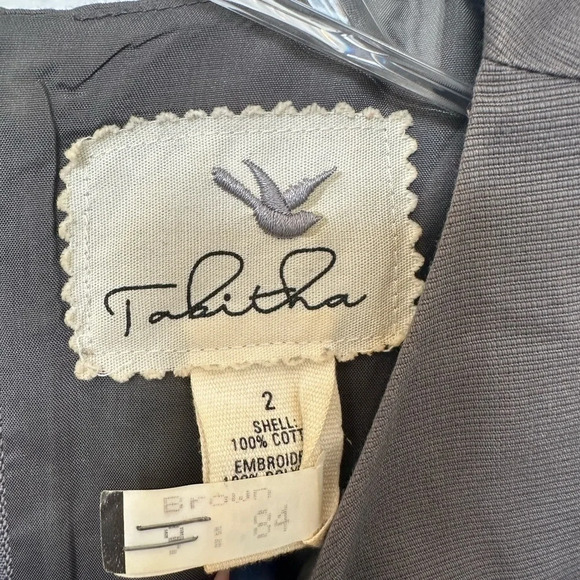 Tabitha
2
SHELL:
100% COTT
EMBROIDE
Brown
84